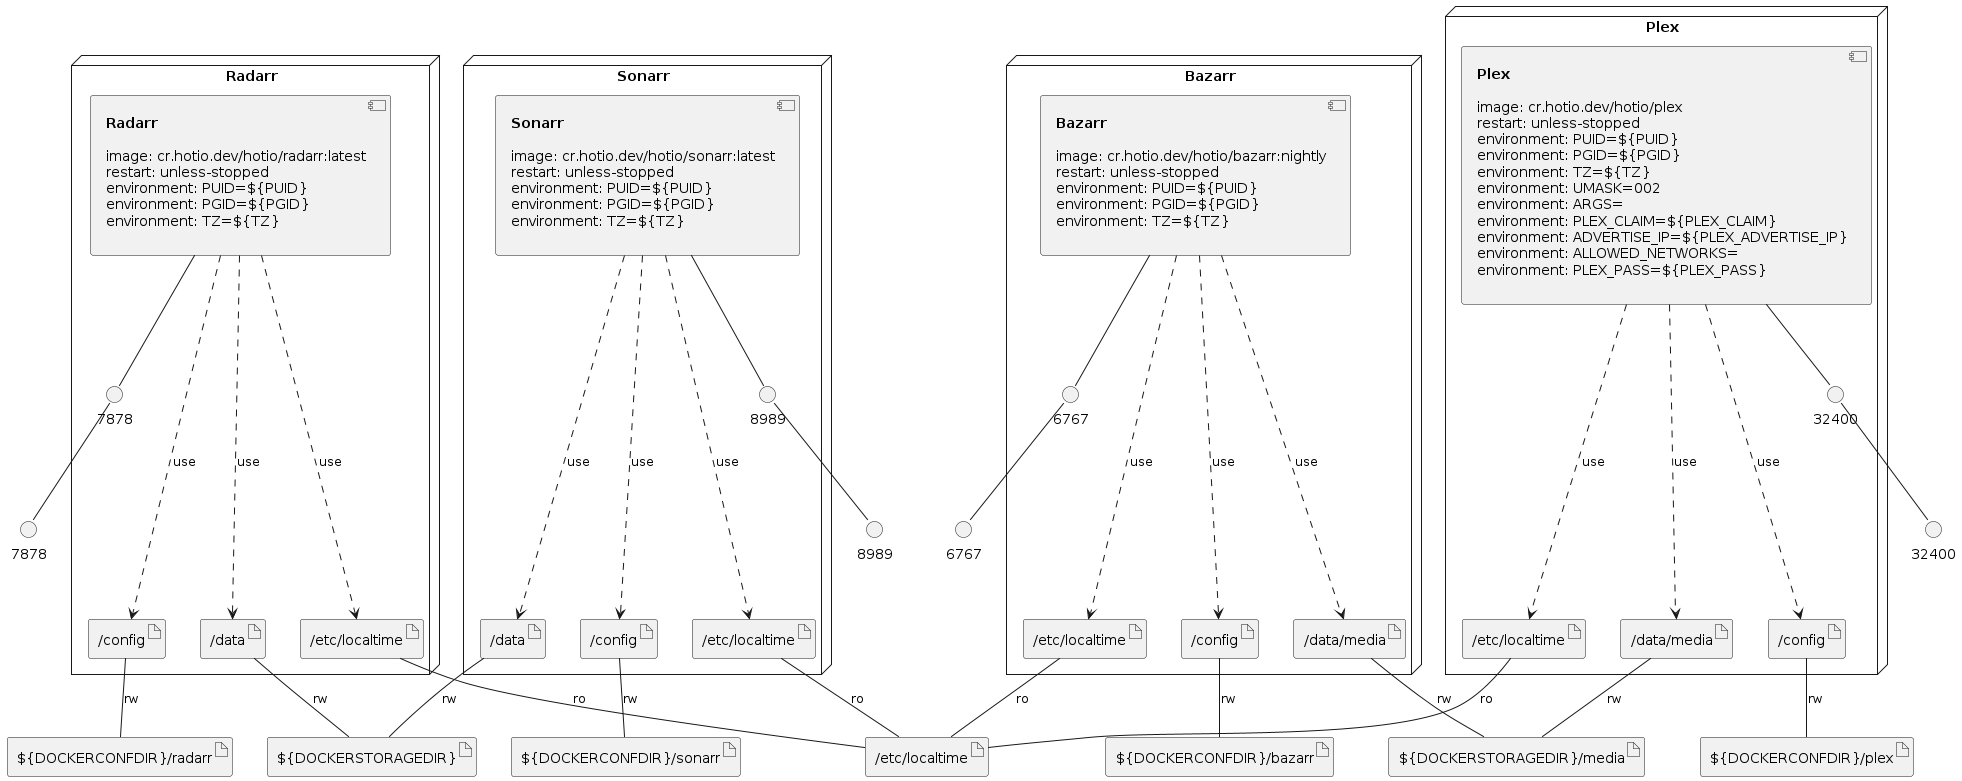 Radarr
Radarr
image: cr.hotio.dev/hotio/radarr:latest
restart: unless-stopped
environment: PUID=${PUID}
environment: PGID=${PGID}
environment: TZ=${TZ}
Sonarr
Sonarr
image: cr.hotio.dev/hotio/sonarr:latest
restart: unless-stopped
environment: PUID=${PUID}
environment: PGID=${PGID}
environment: TZ=${TZ}
Bazarr
Bazarr
image: cr.hotio.dev/hotio/bazarr:nightly
restart: unless-stopped
environment: PUID=${PUID}
environment: PGID=${PGID}
environment: TZ=${TZ}
Plex
Plex
image: cr.hotio.dev/hotio/plex
restart: unless-stopped
environment: PUID=${PUID}
environment: PGID=${PGID}
environment: TZ=${TZ}
environment: UMASK=002
environment: ARGS=
environment: PLEX_CLAIM=${PLEX_CLAIM}
environment: ADVERTISE_IP=${PLEX_ADVERTISE_IP}
environment: ALLOWED_NETWORKS=
environment: PLEX_PASS=${PLEX_PASS}
7878
8989
6767
32400
use
use
use
use
use
use
use
use
use
use
use
use
7878
8989
6767
32400
/config
/data
/etc/localtime
/data
/config
/etc/localtime
/etc/localtime
/config
/data/media
/etc/localtime
/data/media
/config
rw
rw
rw
ro
rw
ro
ro
rw
rw
ro
rw
rw
${DOCKERCONFDIR}/radarr
${DOCKERSTORAGEDIR}
${DOCKERCONFDIR}/sonarr
/etc/localtime
${DOCKERCONFDIR}/bazarr
${DOCKERSTORAGEDIR}/media
${DOCKERCONFDIR}/plex